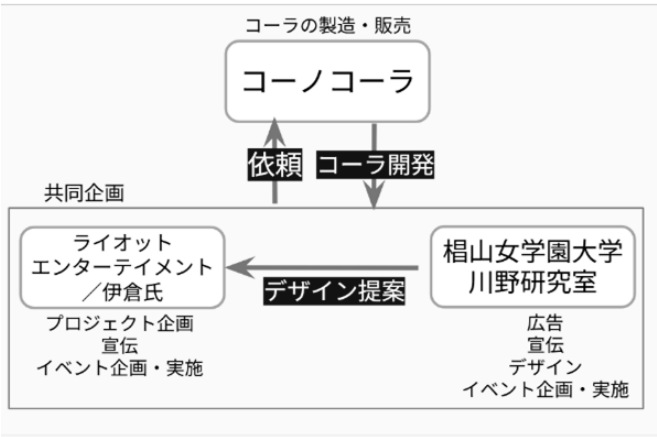 コーラの製造・販売
コーノコーラ
依頼
コーラ開発
共同企画
ライオット
エンターテイメント
／伊倉氏
プロジェクト企画
宣伝
イベント企画・実施
デザイン提案
椙山女学園大学
川野研究室
広告
宣伝
デザイン
イベント企画・実施